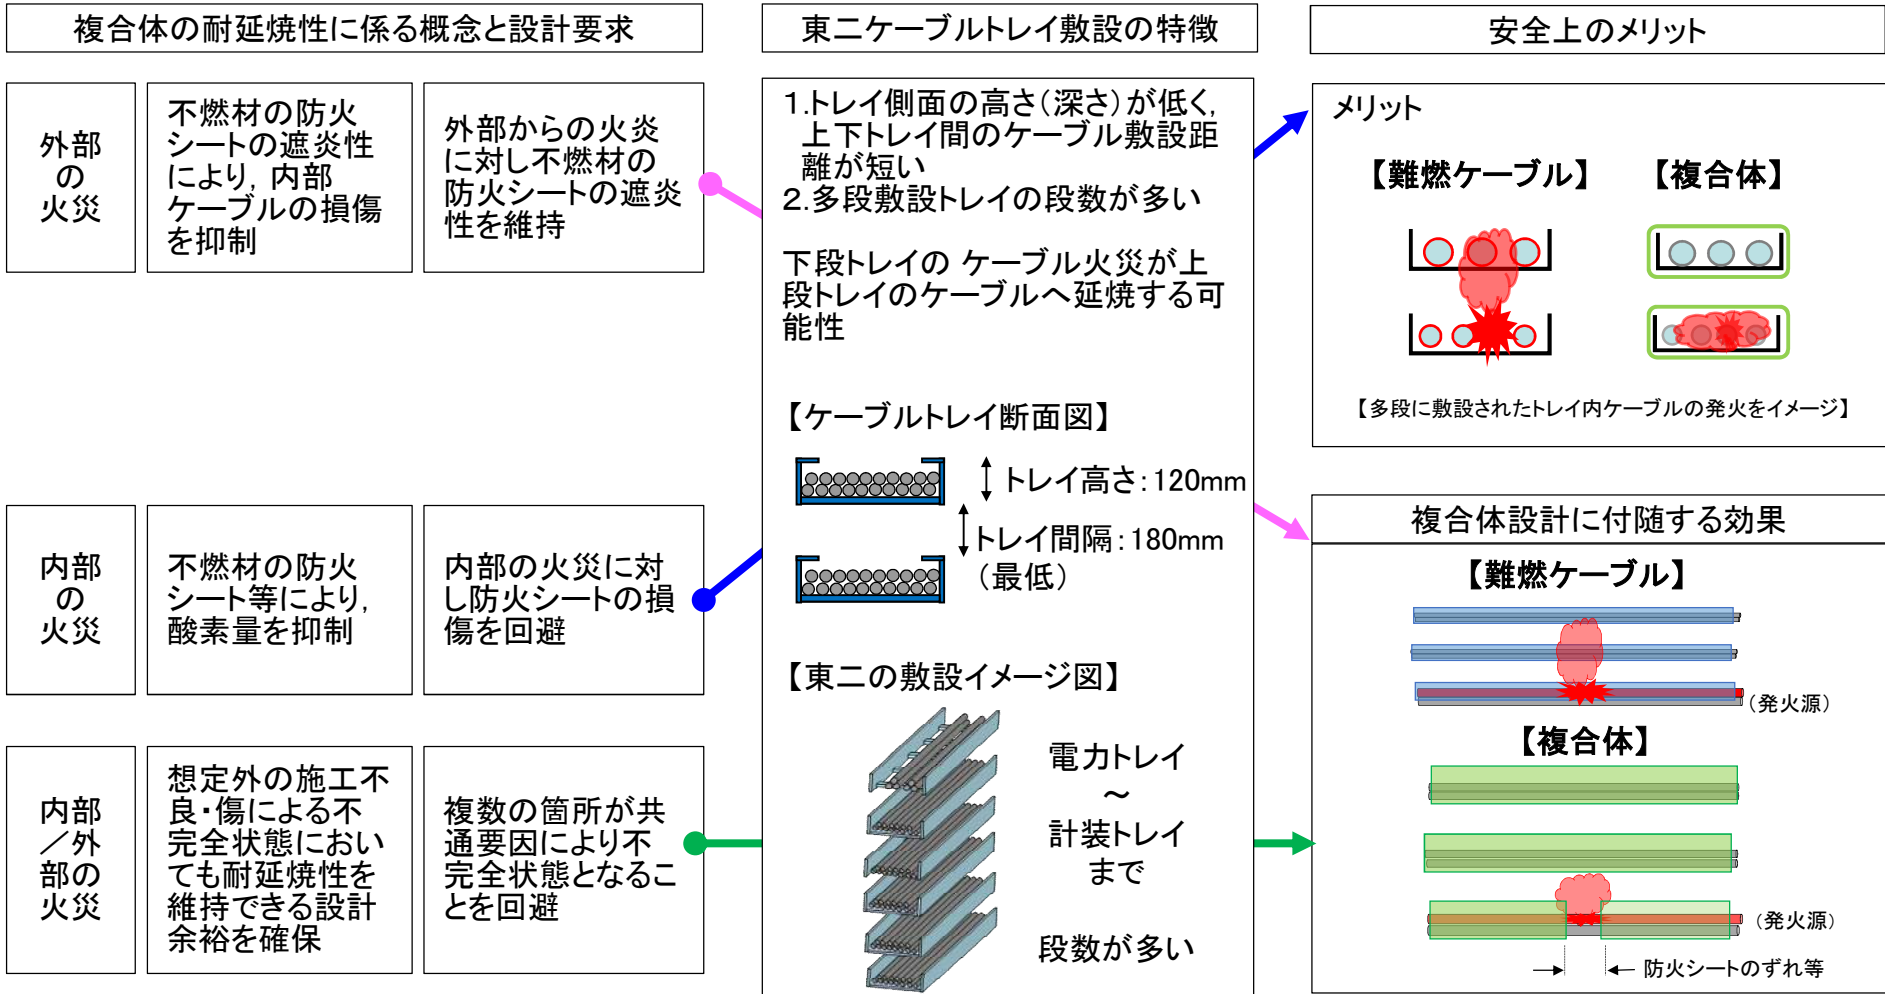 複合体の耐延焼性に係る概念と設計要求
外部
の
火災
不燃材の防火
シートの遮炎性
により, 内部
ケーブルの損傷
を抑制
外部からの火炎
に対し不燃材の
防火シートの遮炎
性を維持
内部
の
火災
不燃材の防火
シート等により,
酸素量を抑制
内部の火災に対
し防火シートの損
傷を回避
内部
／外
部の
火災
想定外の施工不
良・傷による不
完全状態におい
ても耐延焼性を
維持できる設計
余裕を確保
複数の箇所が共
通要因により不
完全状態となるこ
とを回避
東二ケーブルトレイ敷設の特徴
1.トレイ側面の高さ（深さ）が低く,
上下トレイ間のケーブル敷設距
離が短い
2.多段敷設トレイの段数が多い
下段トレイの ケーブル火災が上
段トレイのケーブルへ延焼する可
能性
【ケーブルトレイ断面図】
トレイ高さ：120mm
トレイ間隔：180mm
（最低）
【東二の敷設イメージ図】
電力トレイ
～
計装トレイ
まで
段数が多い
安全上のメリット
メリット
【難燃ケーブル】 【複合体】
【多段に敷設されたトレイ内ケーブルの発火をイメージ】
複合体設計に付随する効果
【難燃ケーブル】
（発火源）
【複合体】
（発火源）
防火シートのずれ等